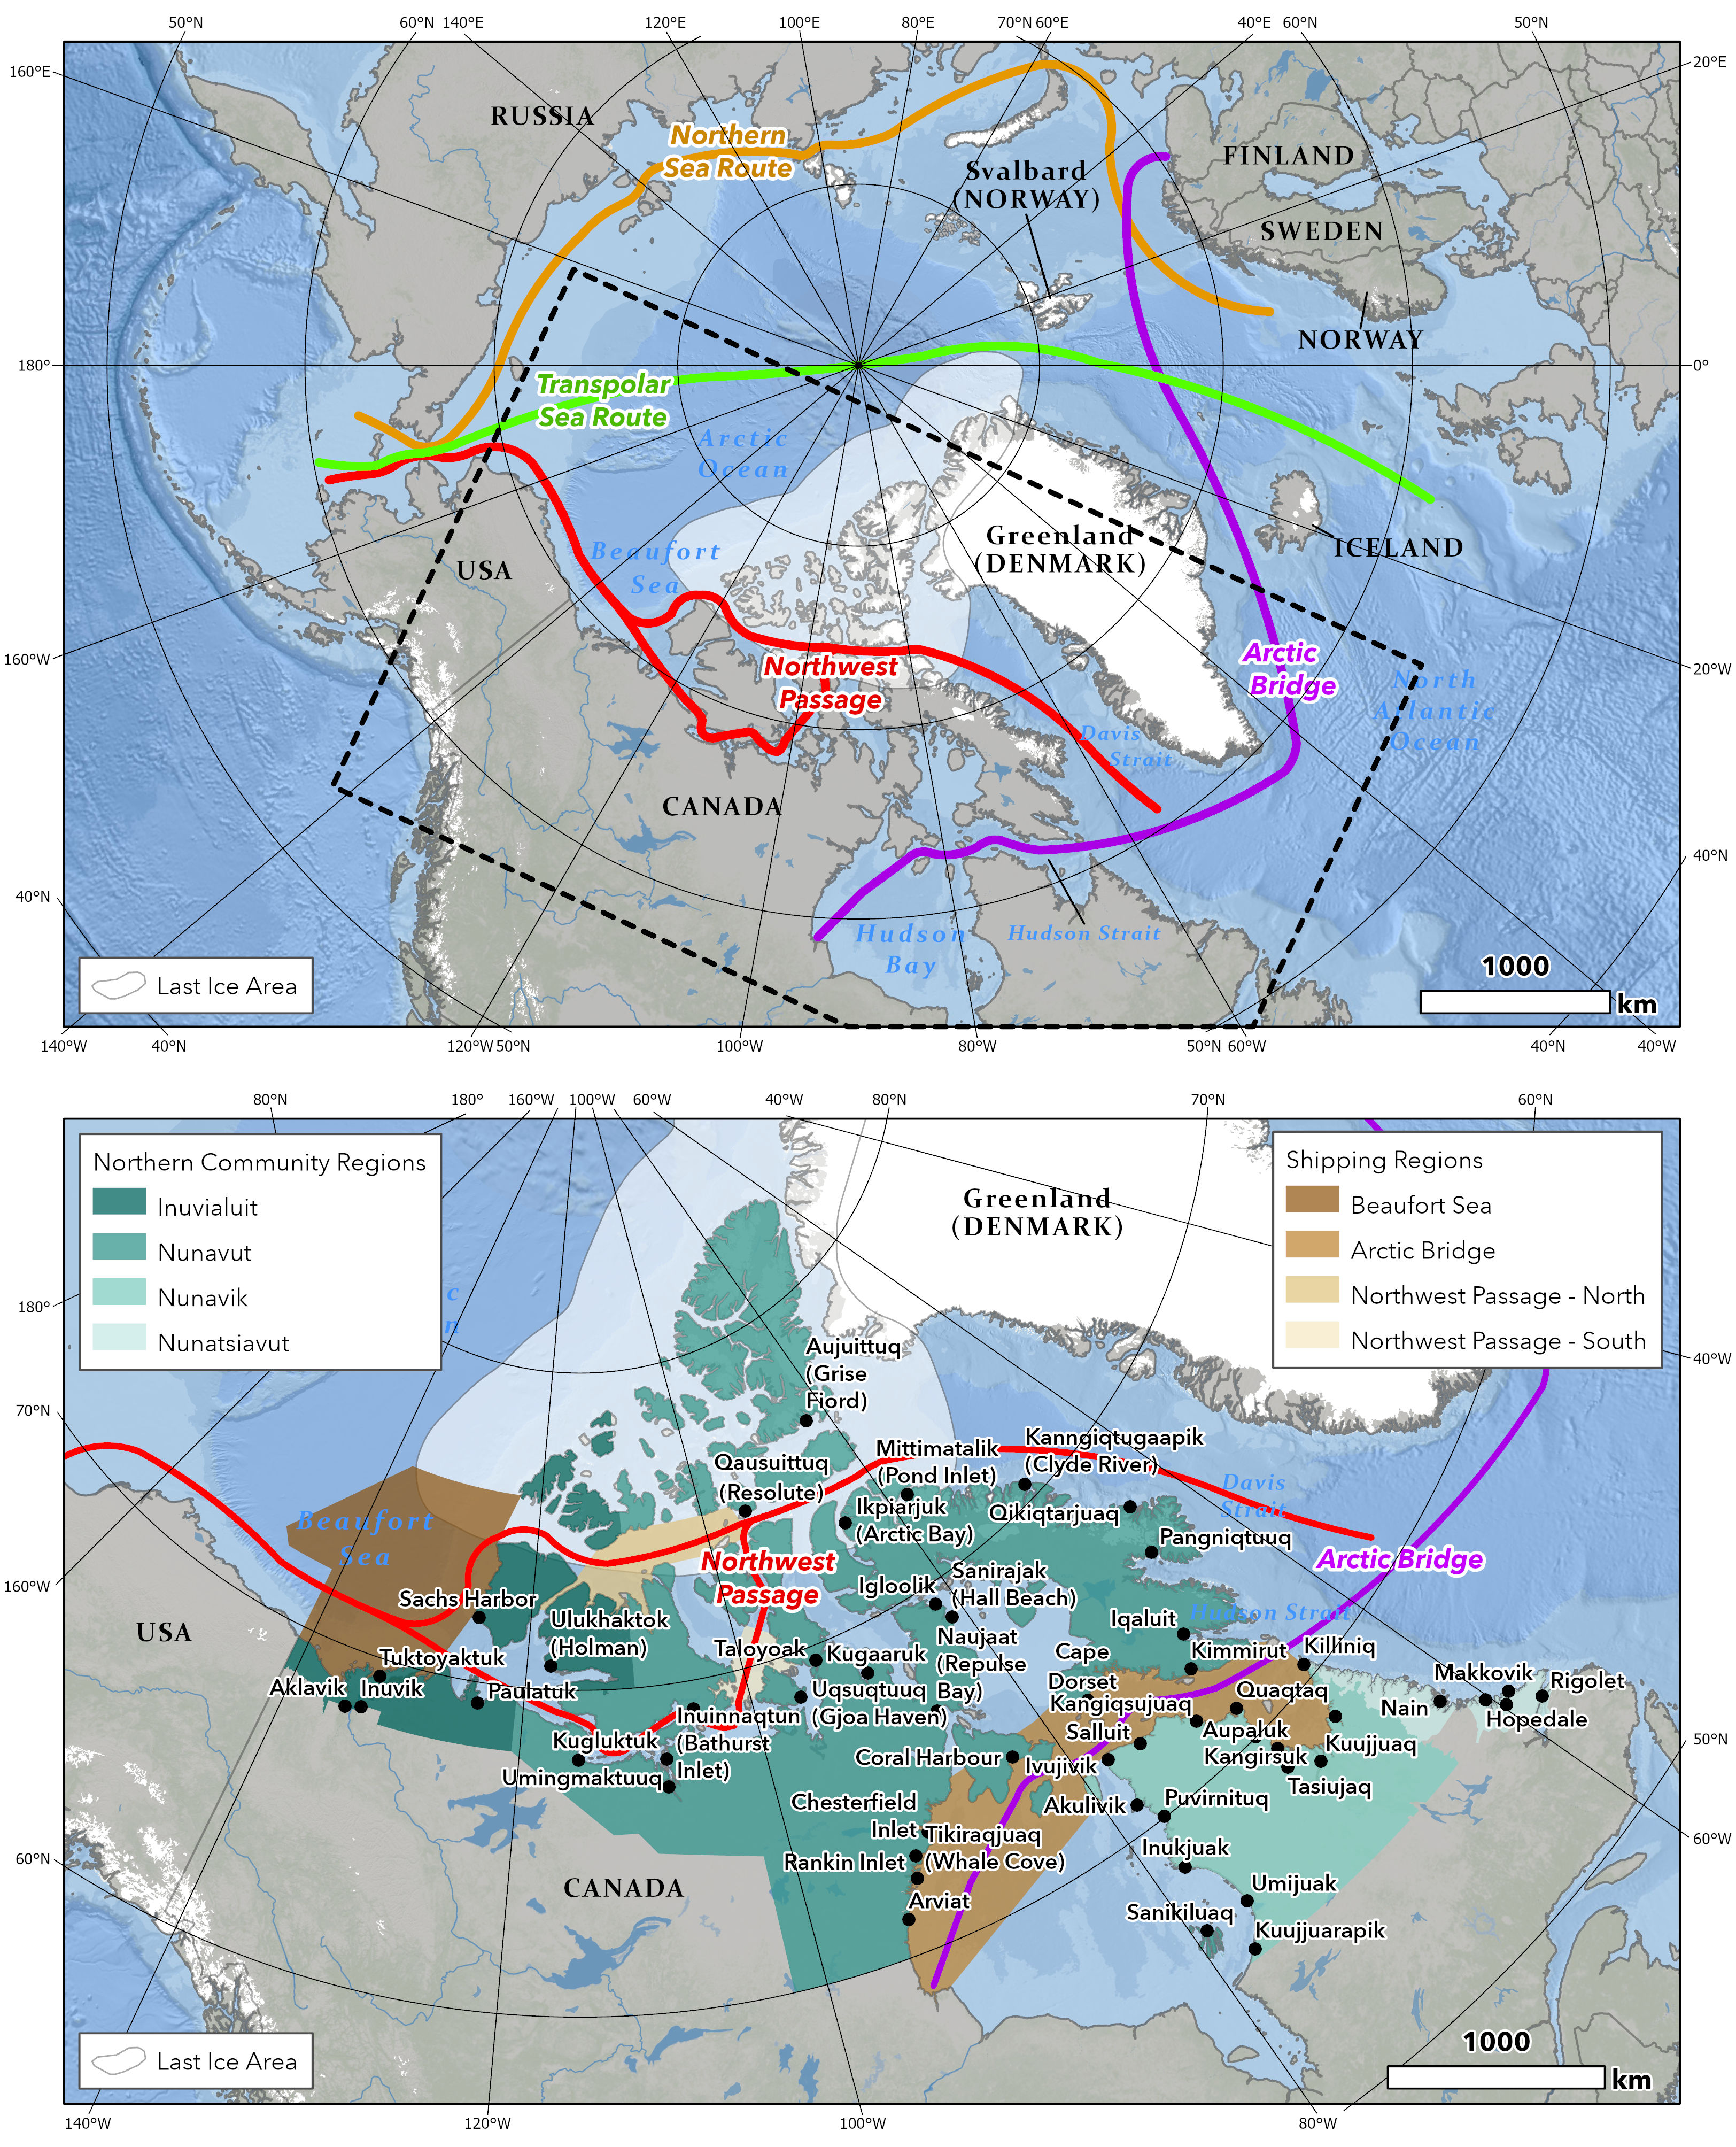 50°N
60°N 140°E
120°E
100°E
80°E
70°N 60°E
40°E 60°N
50°N
160°E
20°E
RUSSIA
Northern
Sea Route
FINLAND
Svalbard
(NORWAY)
SWEDEN
NORWAY
180°
0°
Transpolar
Sea Route
Arctic
Ocean
Greenland
(DENMARK)
ICELAND
Beaufort
Sea
USA
160°W
20°W
Northwest
Passage
Arctic
Bridge
North
Atlantic
Ocean
Davis
Strait
CANADA
40°W
40°N
Hudson
Bay
Hudson Strait
Last Ice Area
1000
km
140°W
40°N
120°W 50°N
100°W
80°W
50°N 60°W
40°N
40°W
80°N
180°
160°W
100°W
60°W
40°W
80°N
70°N
60°N
Northern Community Regions
Inuvialuit
Nunavut
Nunavik
Nunatsiavut
Shipping Regions
Beaufort Sea
Arctic Bridge
Northwest Passage - North
Northwest Passage - South
Greenland
(DENMARK)
180°
c
n
40°W
70°N
Aujuittuq
(Grise
Fiord)
Qausuittuq
(Resolute)
Mittimatalik
(Pond Inlet)
Kanngiqtugaapik
(Clyde River)
Ikpiarjuk
(Arctic Bay)
Qikiqtarjuaq
Davis
Strait
Pangniqtuuq
Beaufort
Sea
Northwest
Passage
Arctic Bridge
160°W
USA
Sachs Harbor
Ulukhaktok
(Holman)
Igloolik
Sanirajak
(Hall Beach)
Iqaluit
Hudson Strait
Tuktoyaktuk
Aklavik
Inuvik
Paulatuk
Taloyoak
Kugaaruk
Naujaat
(Repulse
Bay)
Cape
Dorset
Kimmirut
Killiniq
Uqsuqtuuq
(Gjoa Haven)
Kangiqsujuaq
Quaqtaq
Makkovik
Rigolet
Nain
Hopedale
Inuinnaqtun
(Bathurst
Inlet)
Kugluktuk
Umingmaktuuq
Coral Harbour
Salluit
Ivujivik
Aupaluk
Kangirsuk
Kuujjuaq
Tasiujaq
50°N
Chesterfield
Inlet
Akulivik
Puvirnituq
Tikiraqjuaq
(Whale Cove)
Rankin Inlet
Inukjuak
60°W
60°N
CANADA
Arviat
Umijuak
Sanikiluaq
Kuujjuarapik
Last Ice Area
1000
km
140°W
120°W
100°W
80°W